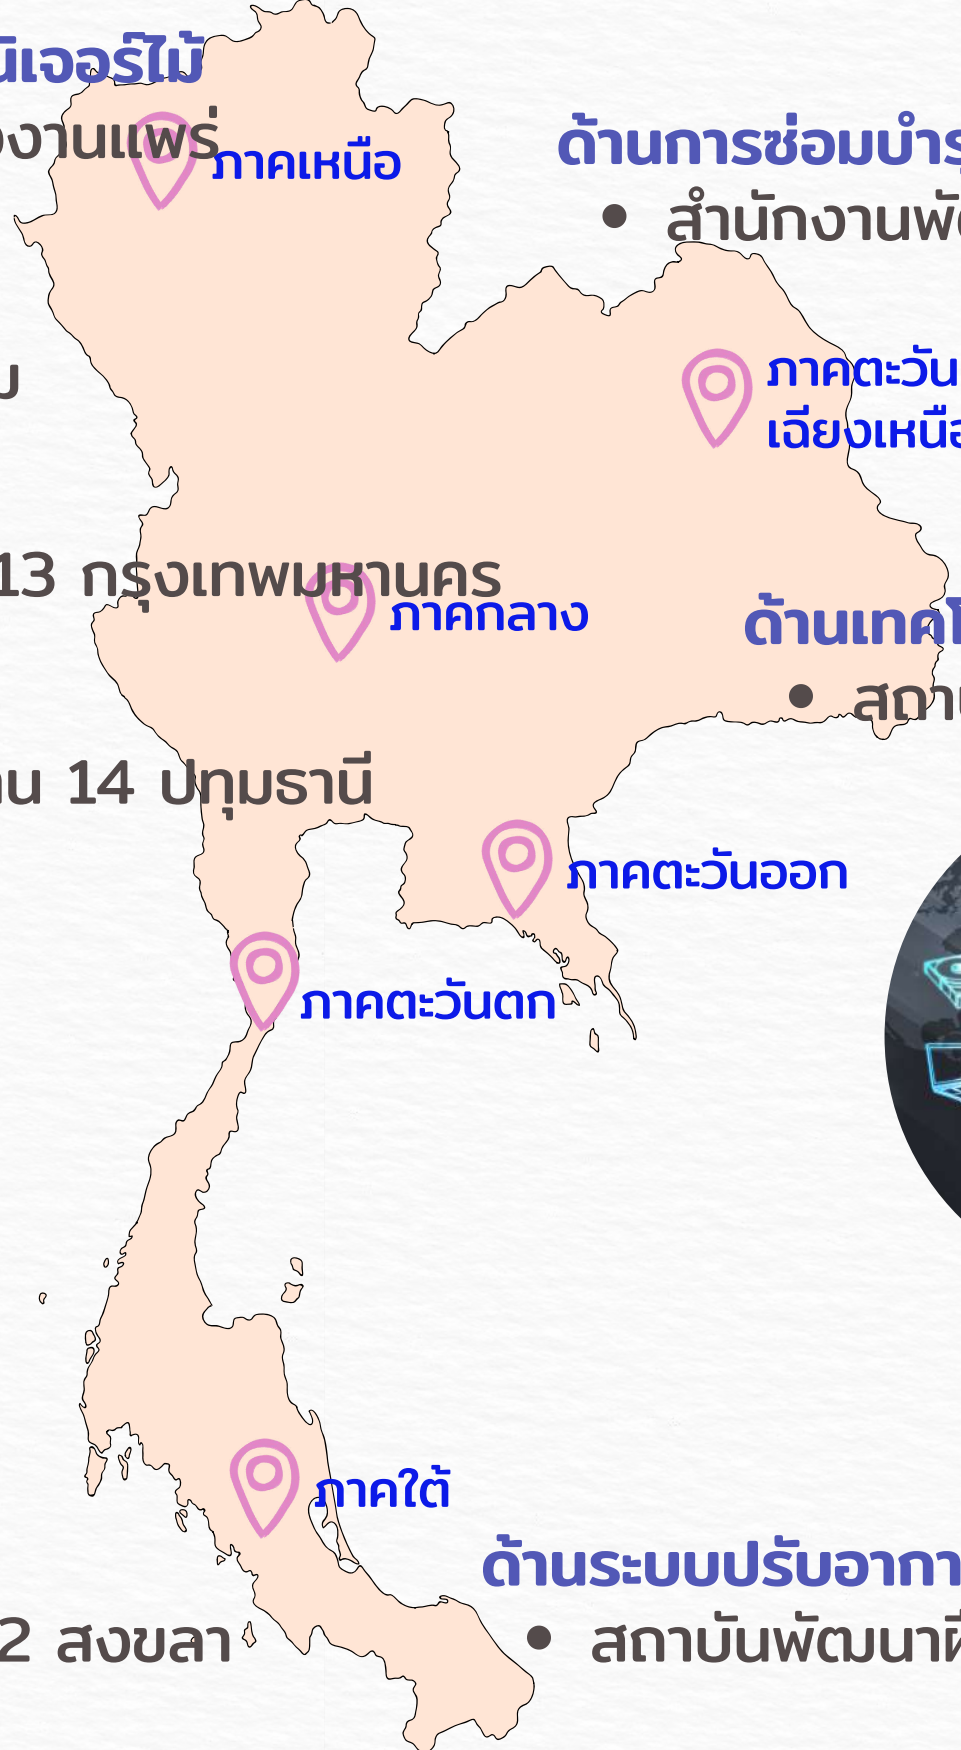 นิเจอร์ไม้
งานแพร่
ภาคเหนือ
ด้านการซ่อมบำรุ
• สำนักงานพั
ภาคตะวัน
เฉียงเหนือ
ม
13 กรุงเทพมหานคร
ภาคกลาง
ด้านเทคโ
• สถาบ
าน 14 ปทุมธานี
ภาคตะวันออก
ภาคตะวันตก
ภาคใต้
ด้านระบบปรับอากา
2 สงขลา
• สถาบันพัฒนาฝี